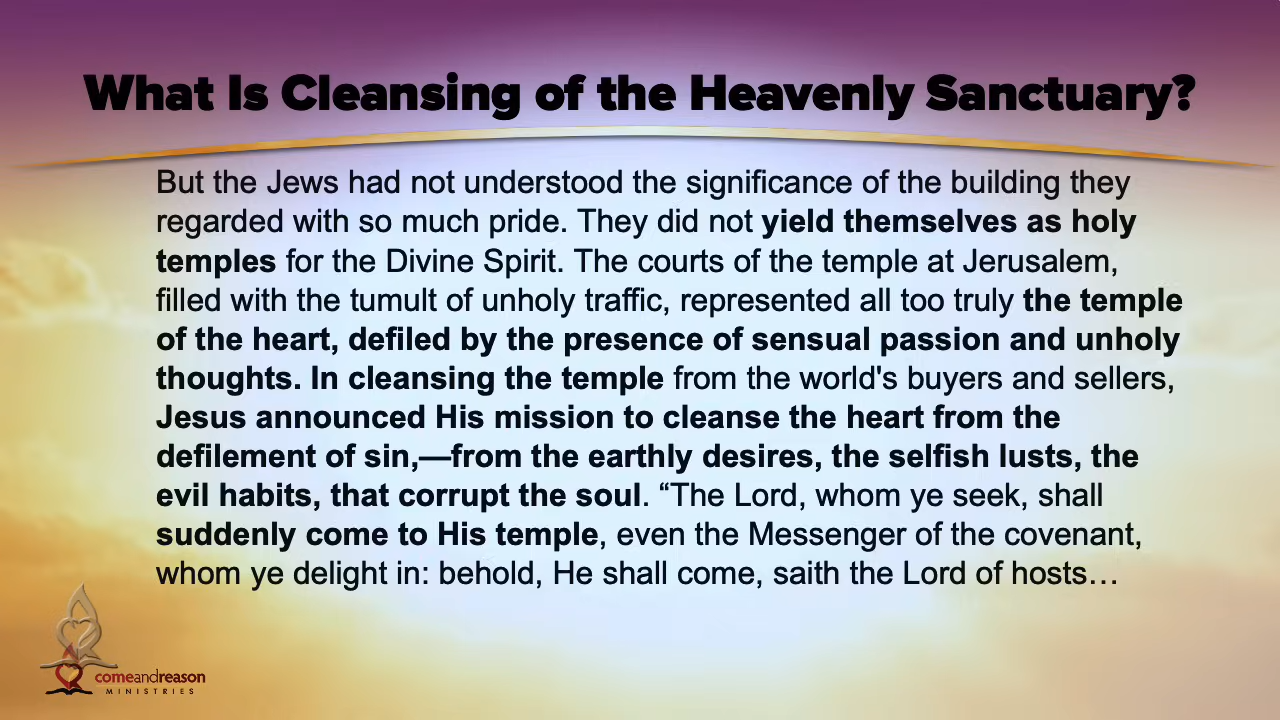 What Is Cleansing of the Heavenly Sanctuary?
But the Jews had not understood the significance of the building they
regarded with so much pride. They did not yield themselves as holy
temples for the Divine Spirit. The courts of the temple at Jerusalem,
filled with the tumult of unholy traffic, represented all too truly the temple
of the heart, defiled by the presence of sensual passion and unholy
thoughts. In cleansing the temple from the world's buyers and sellers,
Jesus announced His mission to cleanse the heart from the
defilement of sin,—from the earthly desires, the selfish lusts, the
evil habits, that corrupt the soul. “The Lord, whom ye seek, shall
suddenly come to His temple, even the Messenger of the covenant,
whom ye delight in: behold, He shall come, saith the Lord of hosts…
comeandreason
MINISTRIES